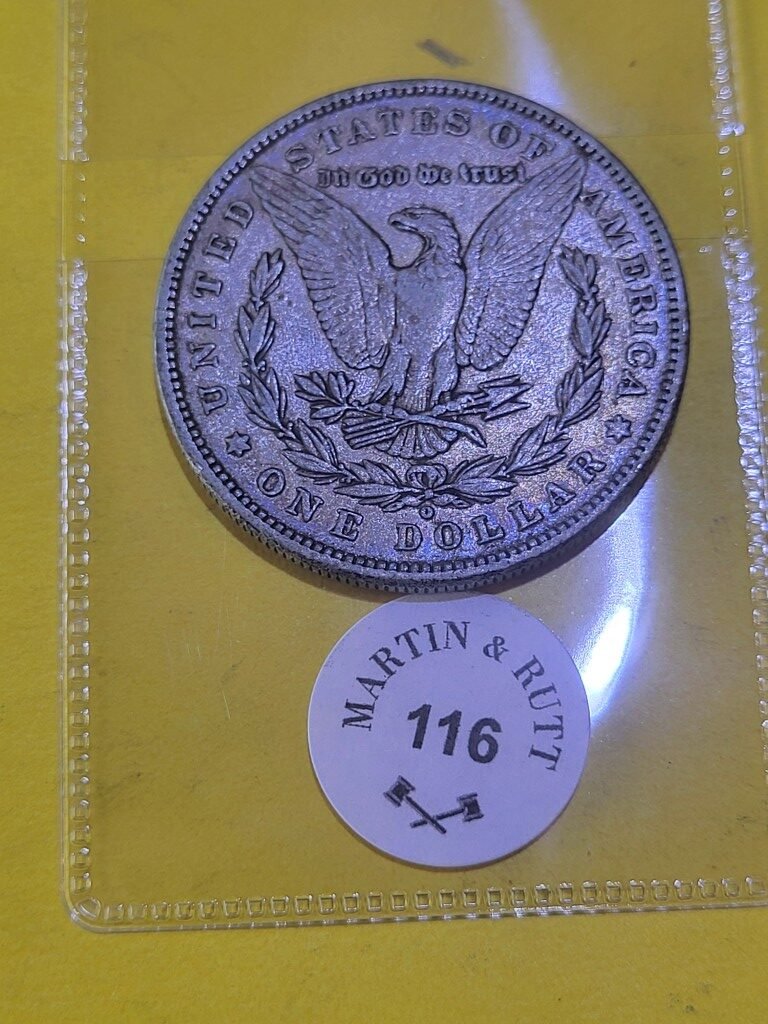 UNITED STATES OF AMERICA
In God we trust
ONE DOLLAR
O
MARTIN & RUTT
116